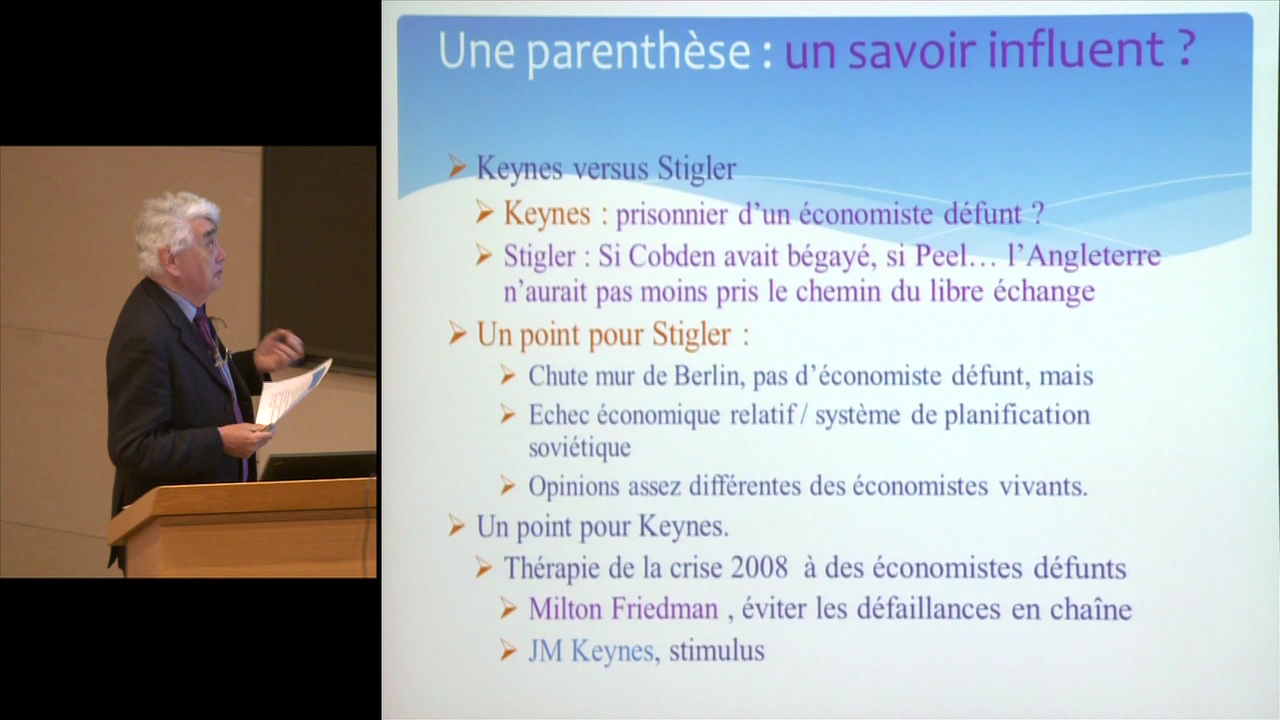 Une parenthèse : un savoir influent ?
Keynes versus Stigler
Keynes : prisonnier d'un économiste défunt ?
Stigler : Si Cobden avait bégayé, si Peel… l'Angleterre
n'aurait pas moins pris le chemin du libre échange
Un point pour Stigler :
Chute mur de Berlin, pas d'économiste défunt, mais
Echec économique relatif / système de planification
soviétique
Opinions assez différentes des économistes vivants.
Un point pour Keynes.
Thérapie de la crise 2008 à des économistes défunts
Milton Friedman , éviter les défaillances en chaîne
JM Keynes, stimulus